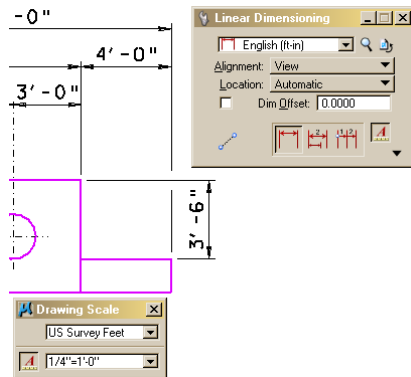 -0"
4'-0"
3'-0"
3'-6"
Linear Dimensioning
English (ft-in)
Alignment: View
Location: Automatic
Dim Offset: 0.0000
Drawing Scale
US Survey Feet
A 1/4"=1'-0"